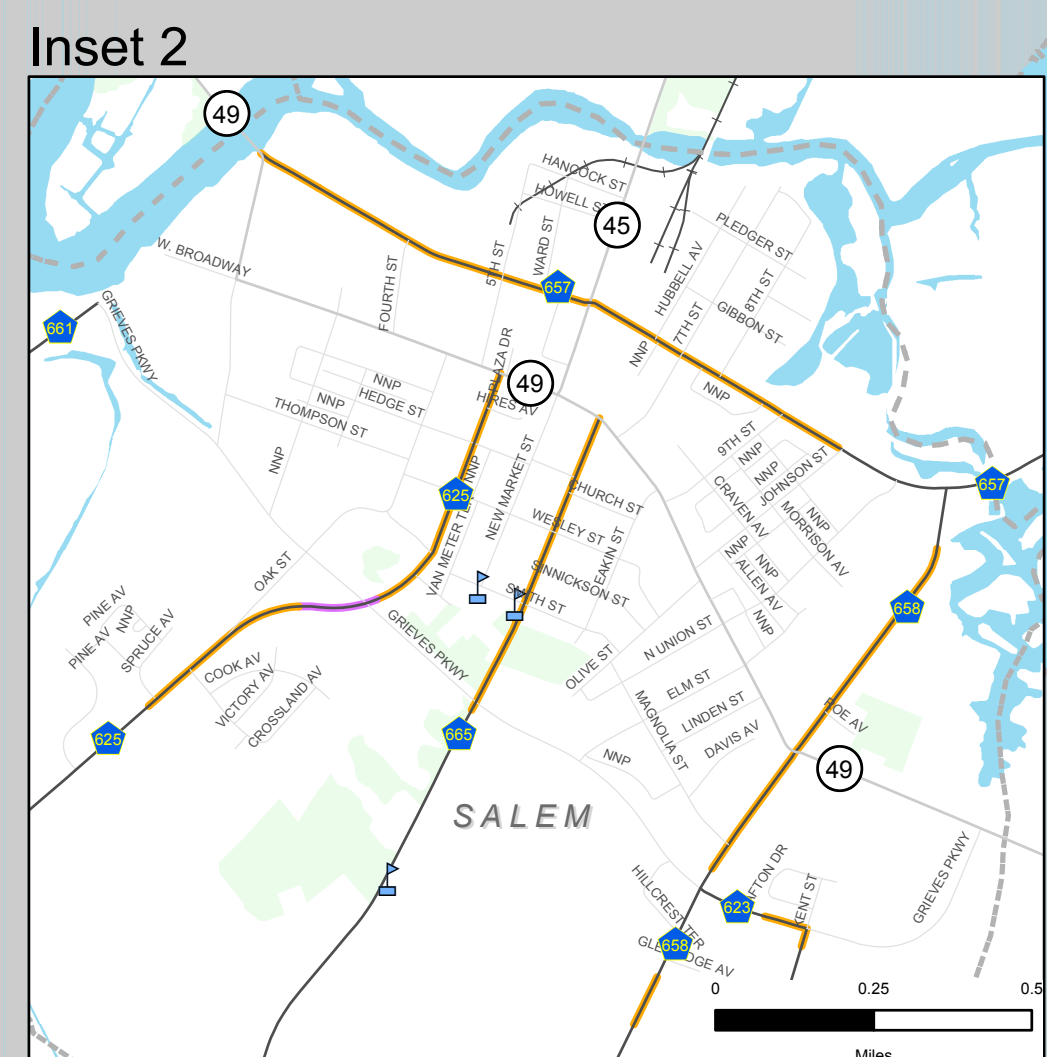 Inset 2
49
HANCOCK ST
HOWELL ST
45
PLEDGER ST
W. BROADWAY
5TH ST
WARD ST
FOURTH ST
657
HUBBELL AV
8TH ST
GIBBON ST
7TH ST
661
GRIEVES PKWY
NNP
PLAZA DR
49
HIRES AV
NNP
NNP
HEDGE ST
NNP
THOMPSON ST
NNP
9TH ST
NNP
NNP
JOHNSON ST
NNP
NEW MARKET ST
625
VAN METER
CHURCH ST
WESLEY ST
EAKIN ST
SINNICKSON ST
CRAVEN AV
MORRISON AV
NNP
NNP
NNP
ALLEN AV
NNP
657
658
OAK ST
PINE AV
NNP
PINE AV
SPRUCE AV
GRIEVES PKWY
OLIVE ST
N UNION ST
COOK AV
VICTORY AV
CROSSLAND AV
ELM ST
LINDEN ST
DAVIS AV
MAGNOLIA ST
NNP
625
665
49
SALEM
GRIEVES PKWY
KENT ST
623
HILLCREST TER
658
0
0.25
0.5
Miles